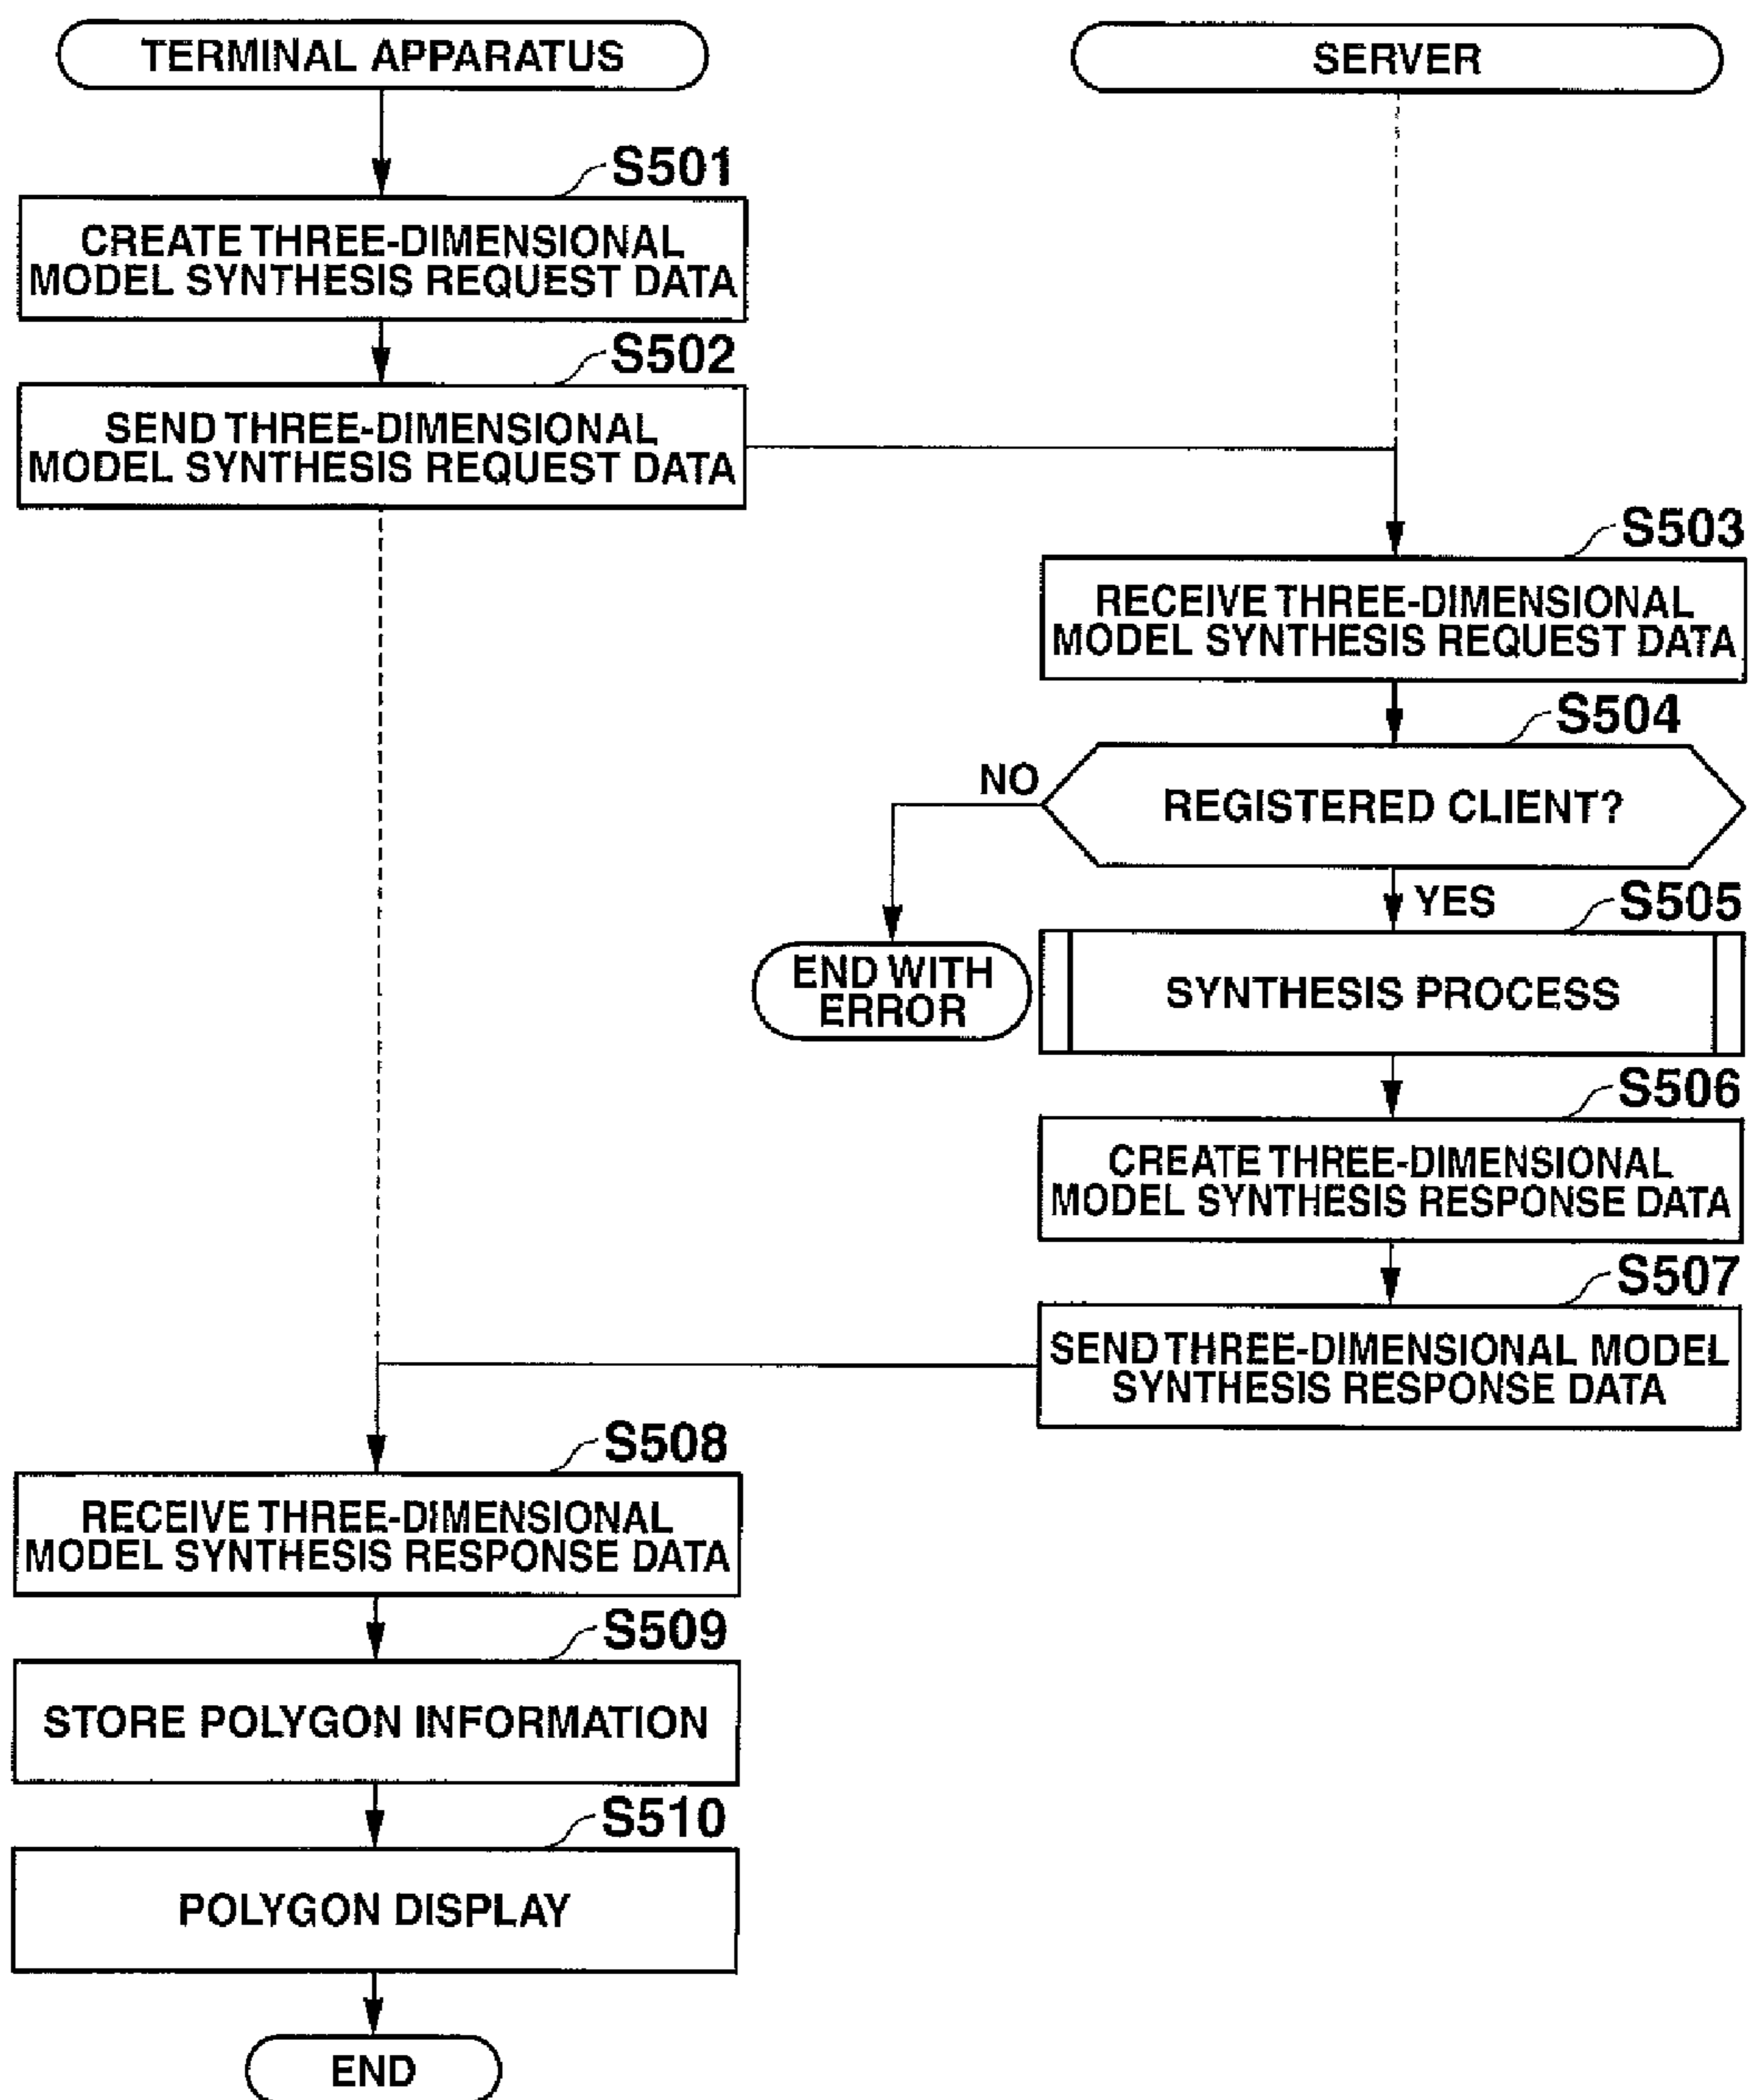 TERMINAL APPARATUS
SERVER
S501
CREATE THREE-DIMENSIONAL
MODEL SYNTHESIS REQUEST DATA
S502
SEND THREE-DIMENSIONAL
MODEL SYNTHESIS REQUEST DATA
S503
RECEIVE THREE-DIMENSIONAL
MODEL SYNTHESIS REQUEST DATA
S504
NO
REGISTERED CLIENT?
YES
S505
END WITH
ERROR
SYNTHESIS PROCESS
S506
CREATE THREE-DIMENSIONAL
MODEL SYNTHESIS RESPONSE DATA
S507
SEND THREE-DIMENSIONAL MODEL
SYNTHESIS RESPONSE DATA
S508
RECEIVE THREE-DIMENSIONAL
MODEL SYNTHESIS RESPONSE DATA
S509
STORE POLYGON INFORMATION
S510
POLYGON DISPLAY
END